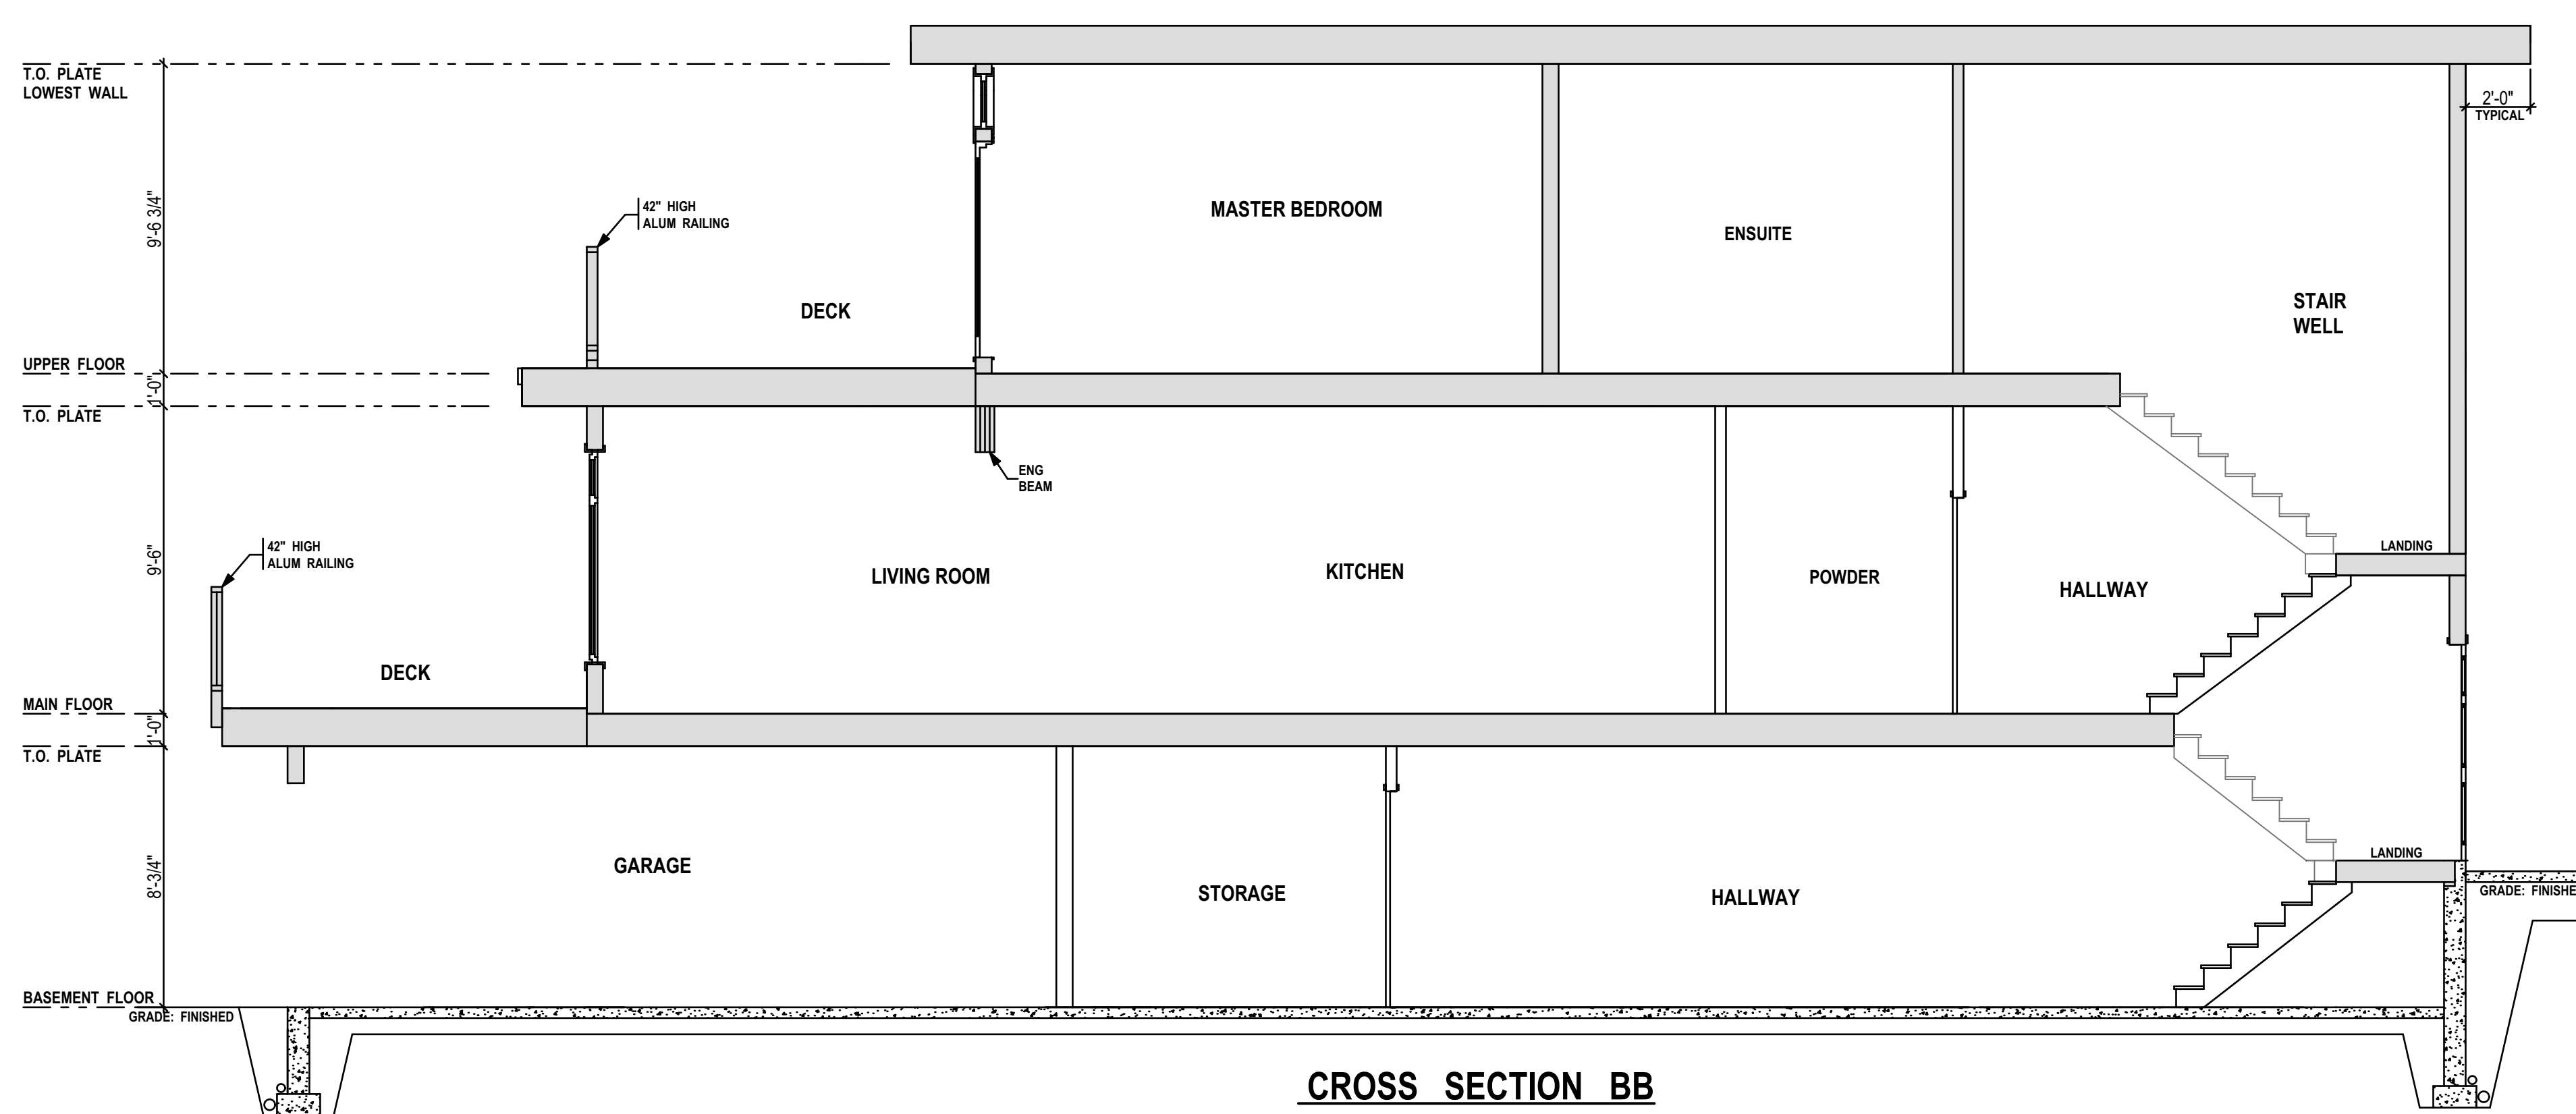 T.O. PLATE
LOWEST WALL
2'-0"
TYPICAL
9'-6 3/4"
42" HIGH
ALUM RAILING
MASTER BEDROOM
ENSUITE
DECK
STAIR
WELL
UPPER FLOOR
1'-0"
T.O. PLATE
ENG
BEAM
42" HIGH
ALUM RAILING
9'-6"
LIVING ROOM
KITCHEN
POWDER
HALLWAY
LANDING
DECK
MAIN FLOOR
1'-0"
T.O. PLATE
8'-3/4"
GARAGE
STORAGE
HALLWAY
LANDING
GRADE: FINISHE
BASEMENT FLOOR
GRADE: FINISHED
CROSS SECTION BB